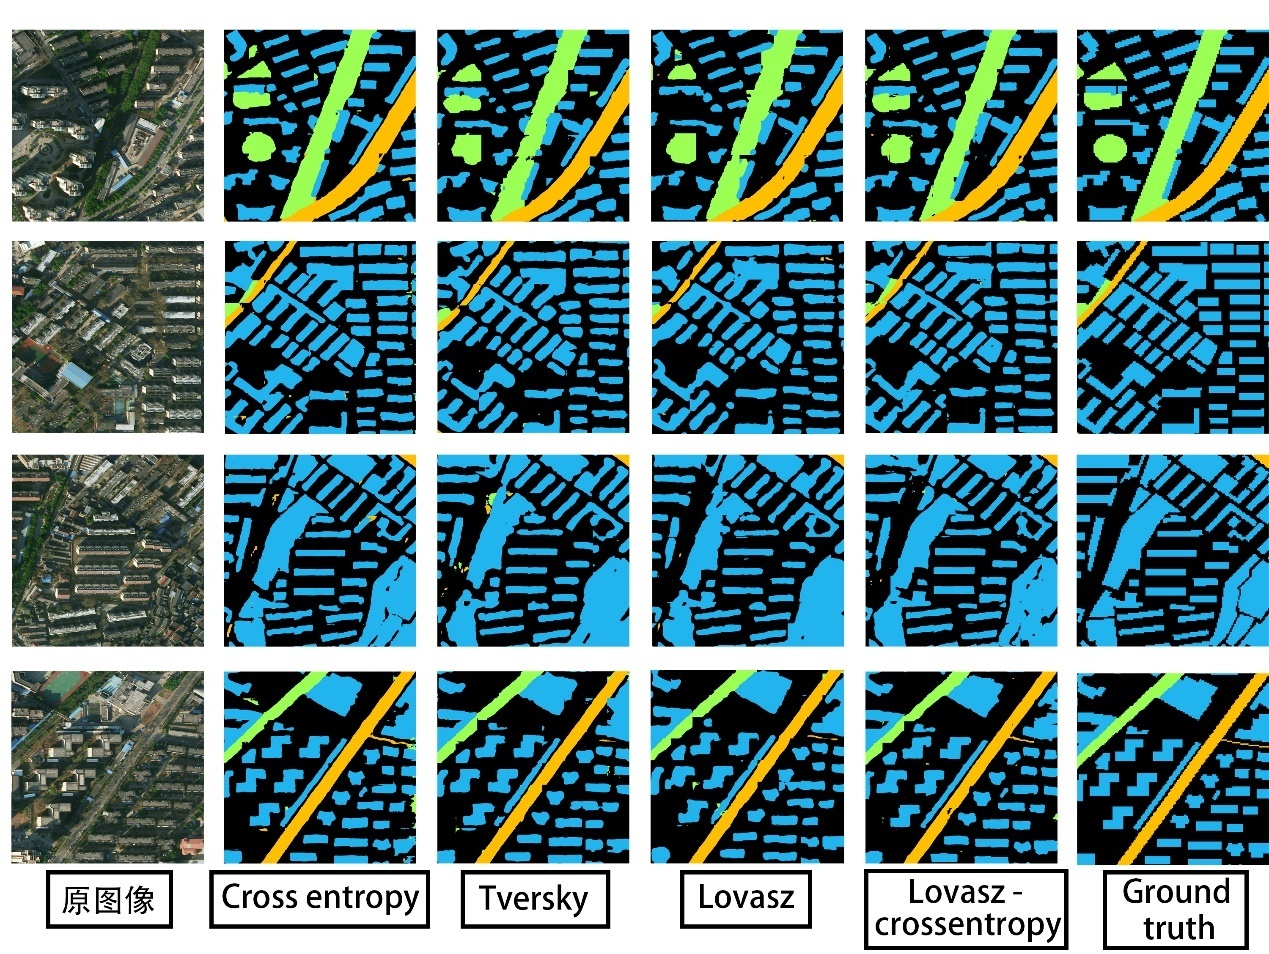 原图像
Cross entropy
Tversky
Lovasz
Lovasz -
crossentropy
Ground
truth